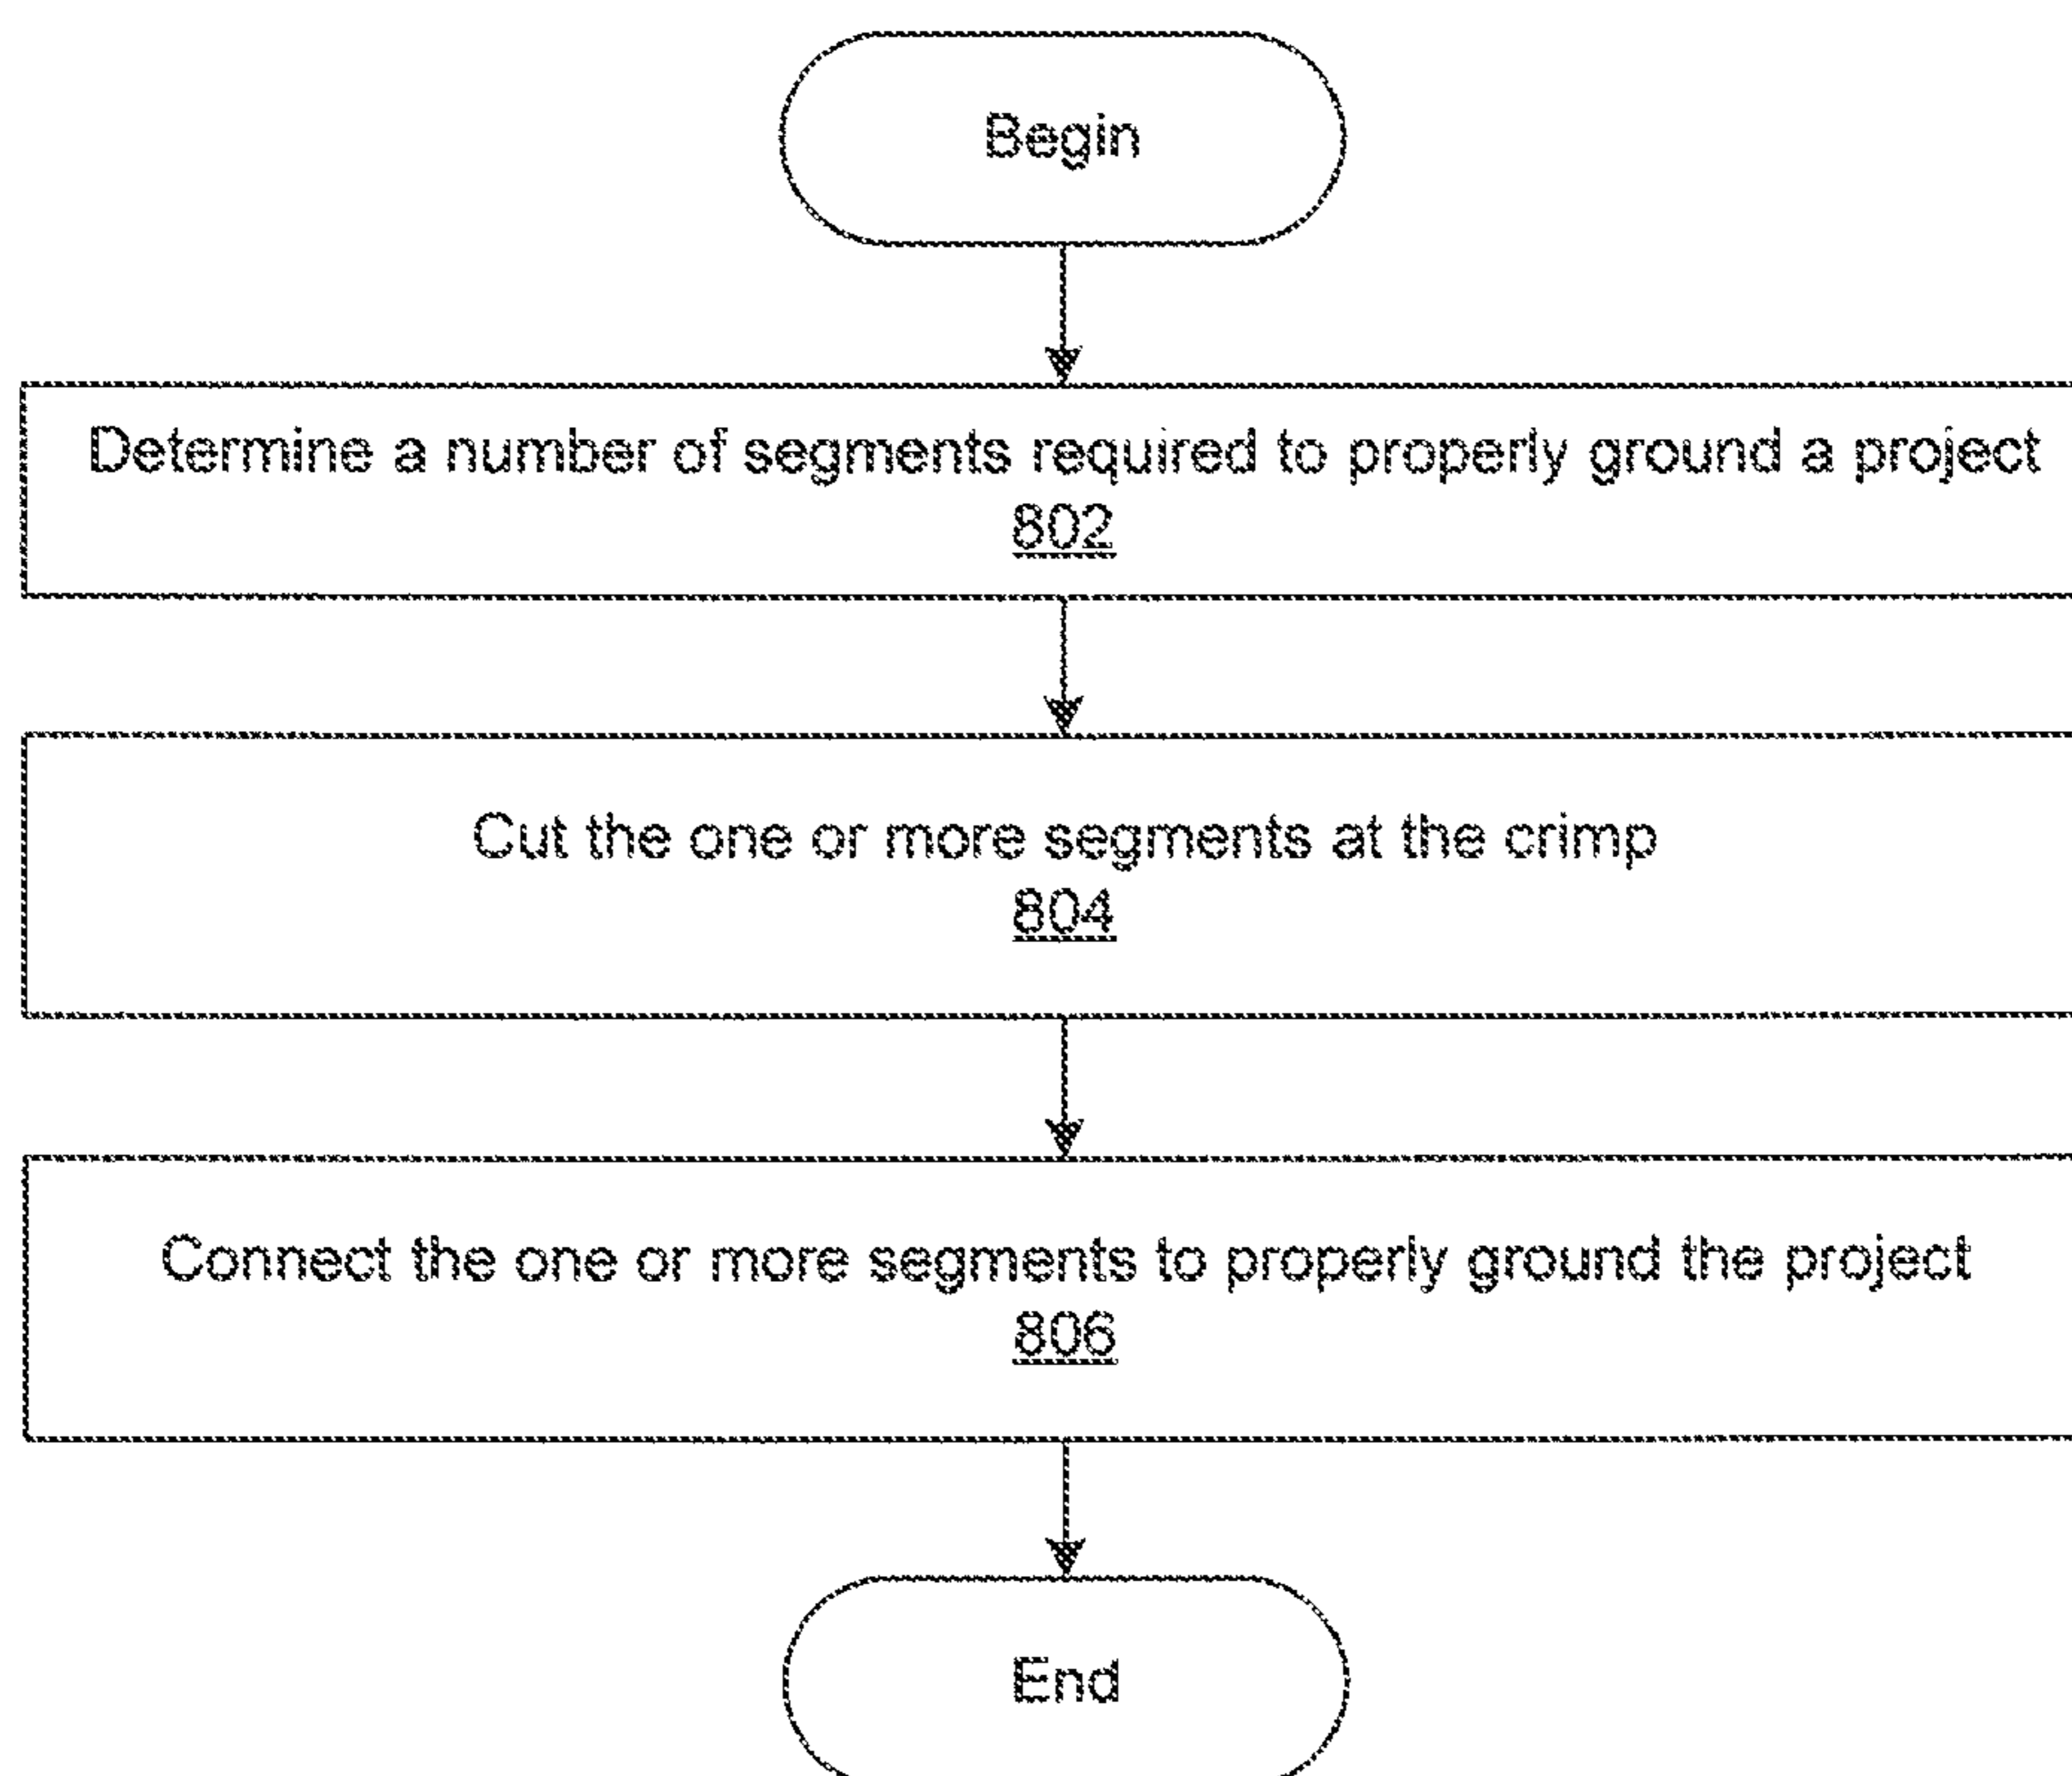 Begin
Determine a number of segments required to properly ground a project
802
Cut the one or more segments at the crimp
804
Connect the one or more segments to properly ground the project
806
End